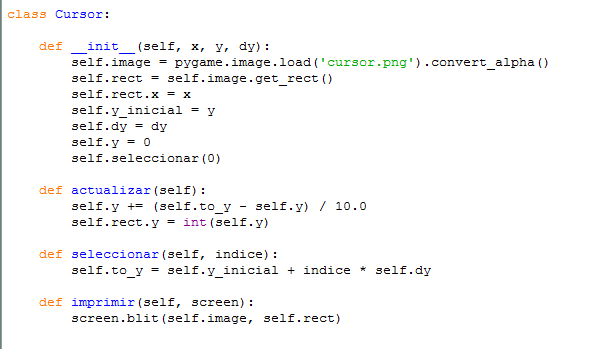 class Cursor:
    def __init__(self, x, y, dy):
        self.image = pygame.image.load('cursor.png').convert_alpha()
        self.rect = self.image.get_rect()
        self.rect.x = x
        self.y_inicial = y
        self.dy = dy
        self.y = 0
        self.seleccionar(0)
    def actualizar(self):
        self.y += (self.to_y - self.y) / 10.0
        self.rect.y = int(self.y)
    def seleccionar(self, indice):
        self.to_y = self.y_inicial + indice * self.dy
    def imprimir(self, screen):
        screen.blit(self.image, self.rect)